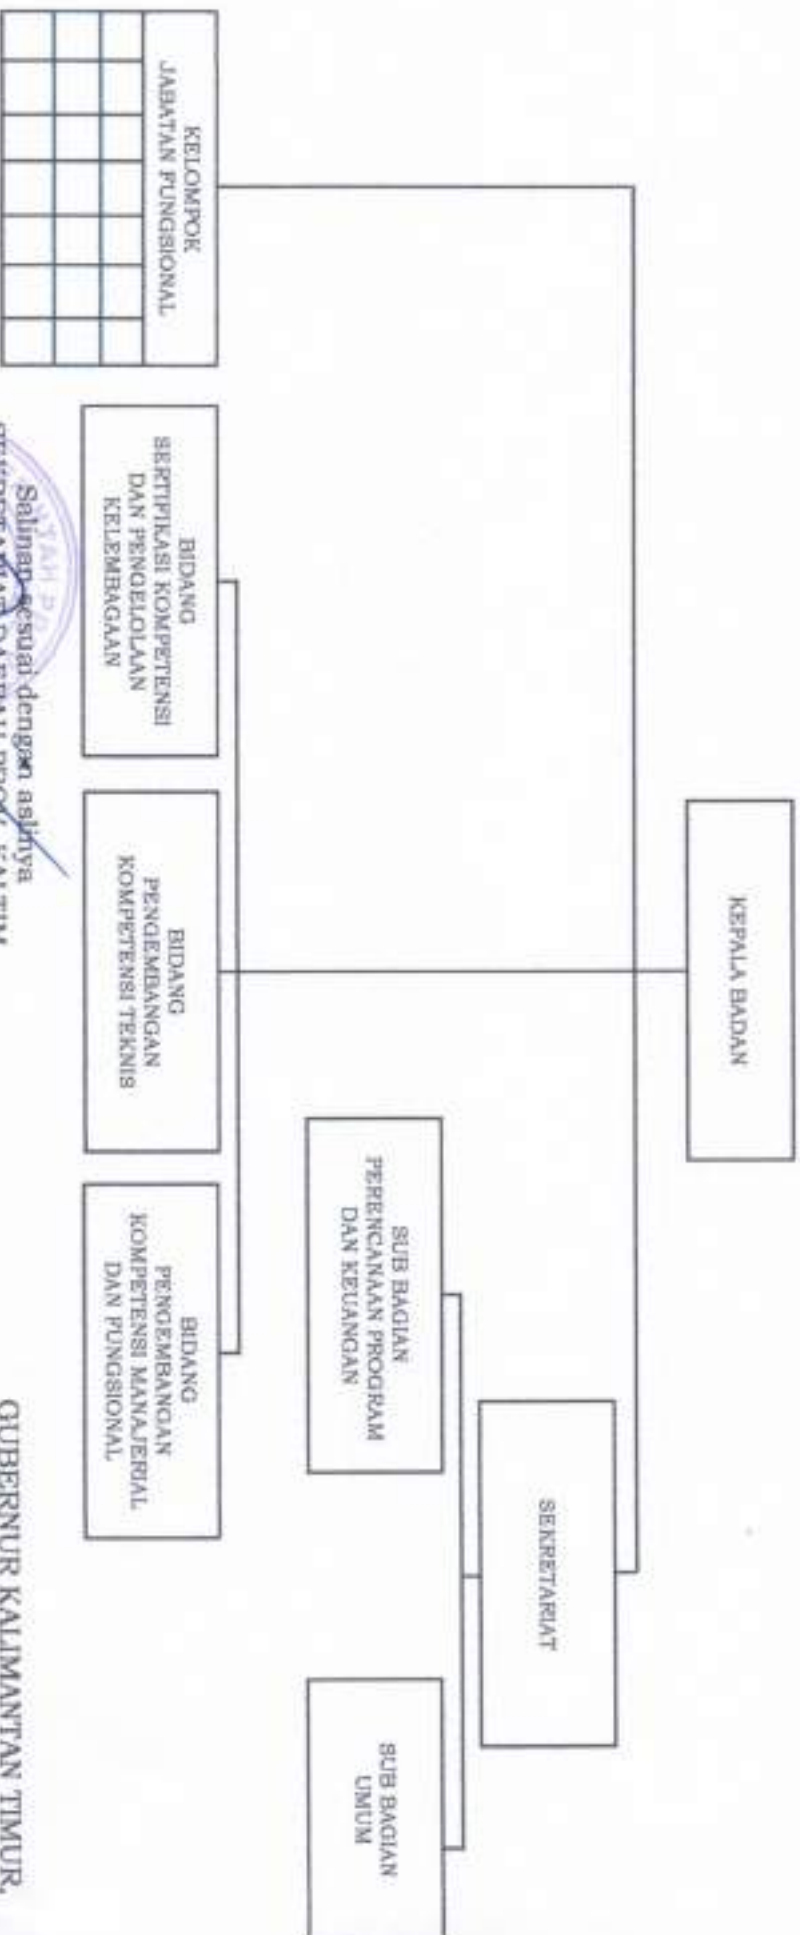 KEPALA BADAN
SEKRETARIAT
SUB BAGIAN
PERENCANAAN PROGRAM
DAN KEUANGAN
SUB BAGIAN
UMUM
KELOMPOK
JABATAN FUNGSIONAL
BIDANG
SERTIFIKASI KOMPETENSI
DAN PENGELOLAAN
KELEMBAGAAN
BIDANG
PENGEMBANGAN
KOMPETENSI TEKNIS
BIDANG
PENGEMBANGAN
KOMPETENSI MANAJERIAL
DAN FUNGSIONAL
Salinan sesuai dengan aslinya
GUBERNUR KALIMANTAN TIMUR,